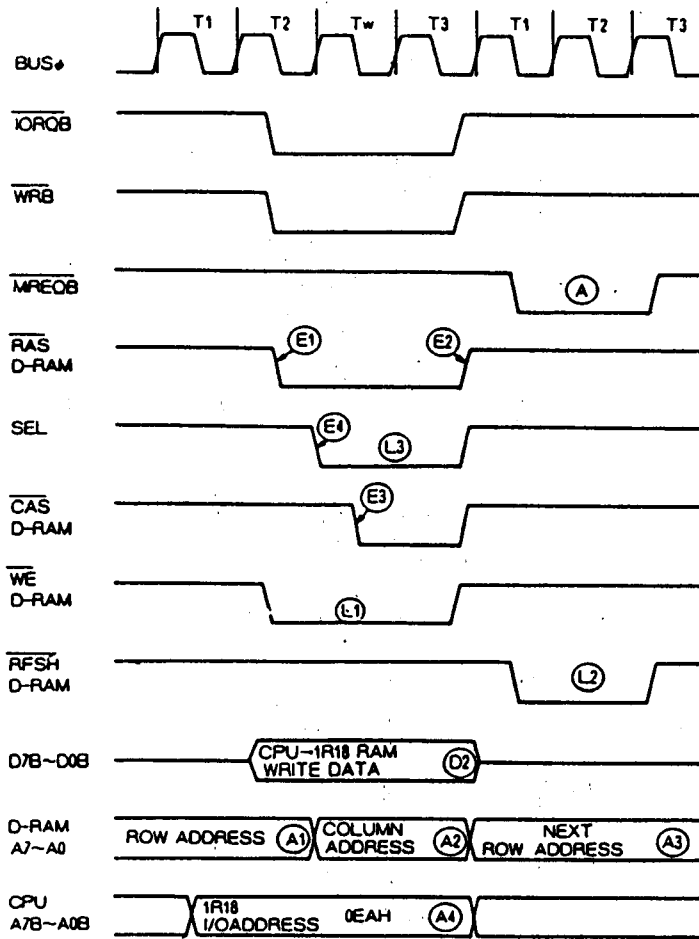 T1 T2 Tw T3 T1 T2 T3
BUSφ
IORQB
WRB
MREQB
A
RAS
D-RAM
E1 E2
SEL
E4 L3
CAS
D-RAM
E3
WE
D-RAM
L1
RFSH
D-RAM
L2
D7B~D0B
CPU→1R18 RAM
WRITE DATA D2
D-RAM
A7~A0
ROW ADDRESS A1
COLUMN
ADDRESS A2
NEXT
ROW ADDRESS A3
CPU
A7B~A0B
1R18
I/OADDRESS 0EAH A4